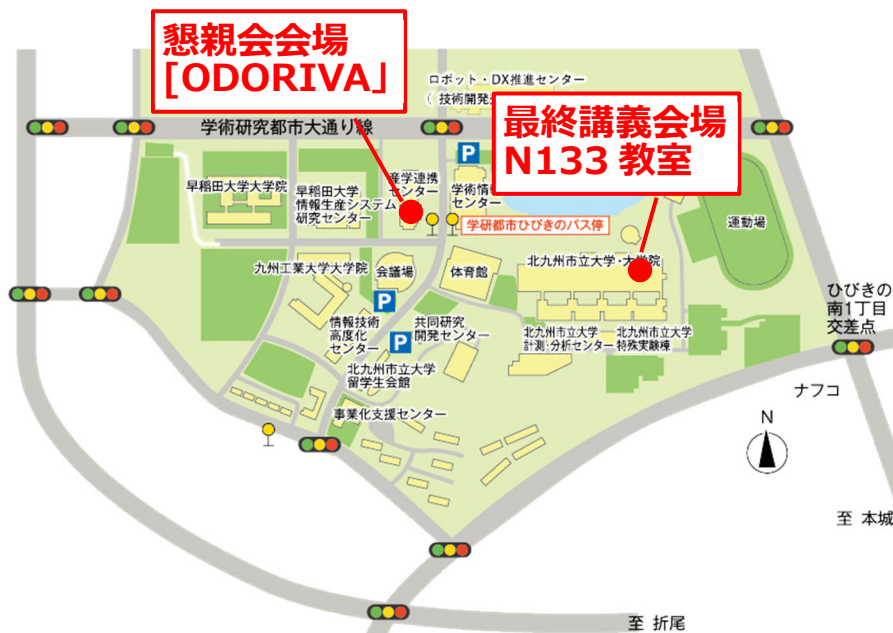 懇親会会場
[ODORIVA」
ロボット・DX推進センター
（ 技術開発
最終講義会場
N133 教室
学術研究都市大通り線
P
産学連携
センター
学術情
センター
早稲田大学大学院
早稲田大学
情報生産システム
研究センター
学研都市ひびきのバス停
運動場
九州工業大学大学院
会議場
体育館
北九州市立大学・大学院
P
ひびきの
南1丁目
交差点
情報技術
高度化
センター
P
共同研究
開発センター
北九州市立大学
計測・分析センター
北九州市立大学
特殊実験棟
北九州市立大学
留学生会館
ナフコ
事業化支援センター
N
至 本城
至 折尾